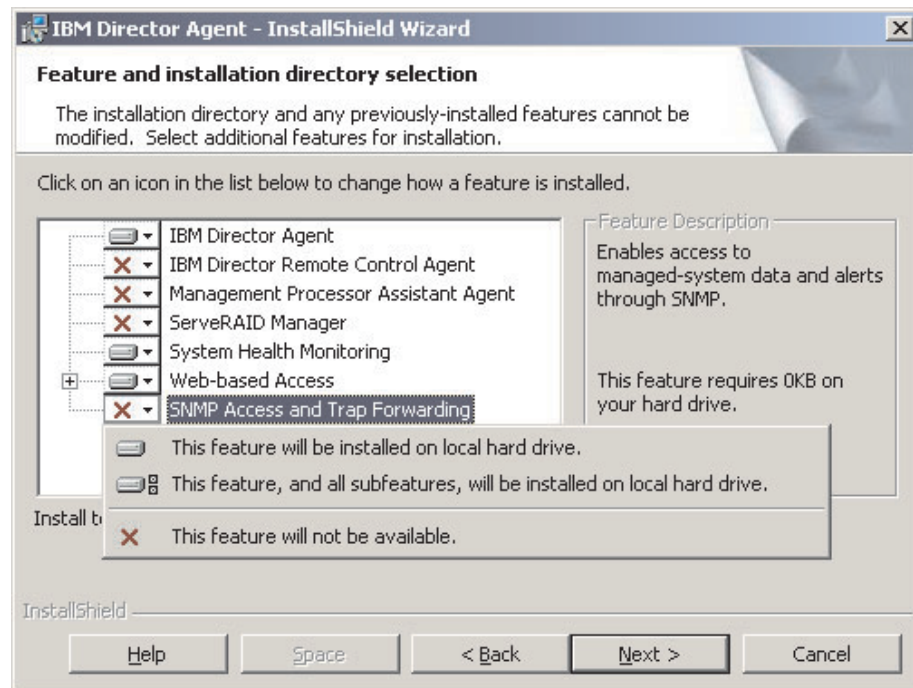 IBM Director Agent - InstallShield Wizard
Feature and installation directory selection
The installation directory and any previously-installed features cannot be
modified. Select additional features for installation.
Click on an icon in the list below to change how a feature is installed.
IBM Director Agent
IBM Director Remote Control Agent
Management Processor Assistant Agent
ServeRAID Manager
System Health Monitoring
Web-based Access
SNMP Access and Trap Forwarding
Feature Description
Enables access to
managed-system data and alerts
through SNMP.
This feature requires 0KB on
your hard drive.
This feature will be installed on local hard drive.
This feature, and all subfeatures, will be installed on local hard drive.
This feature will not be available.
Install
InstallShield
Help
Space
< Back
Next >
Cancel